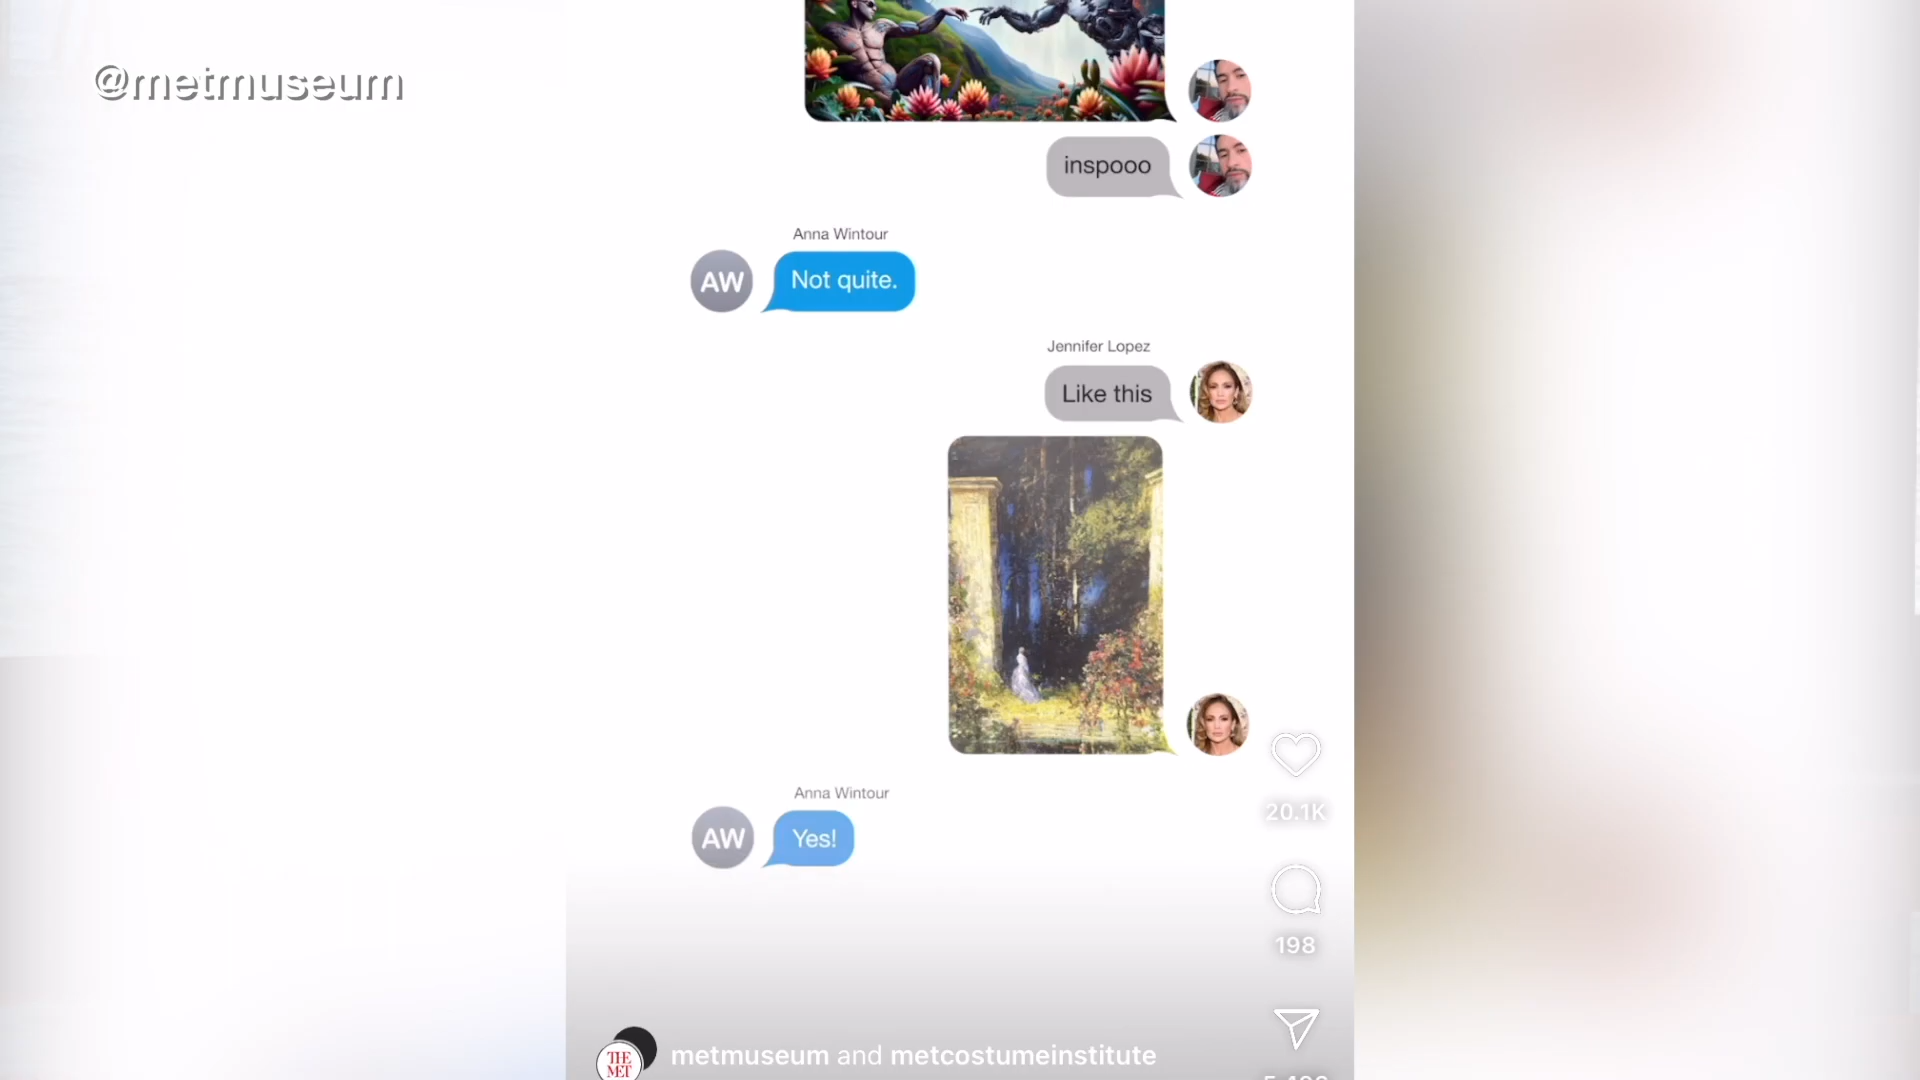 @metmuseum
inspooo
Anna Wintour
AW
Not quite.
Jennifer Lopez
Like this
Anna Wintour
AW
Yes!
20.1K
198
THE
MET
metmuseum and metcostumeinstitute